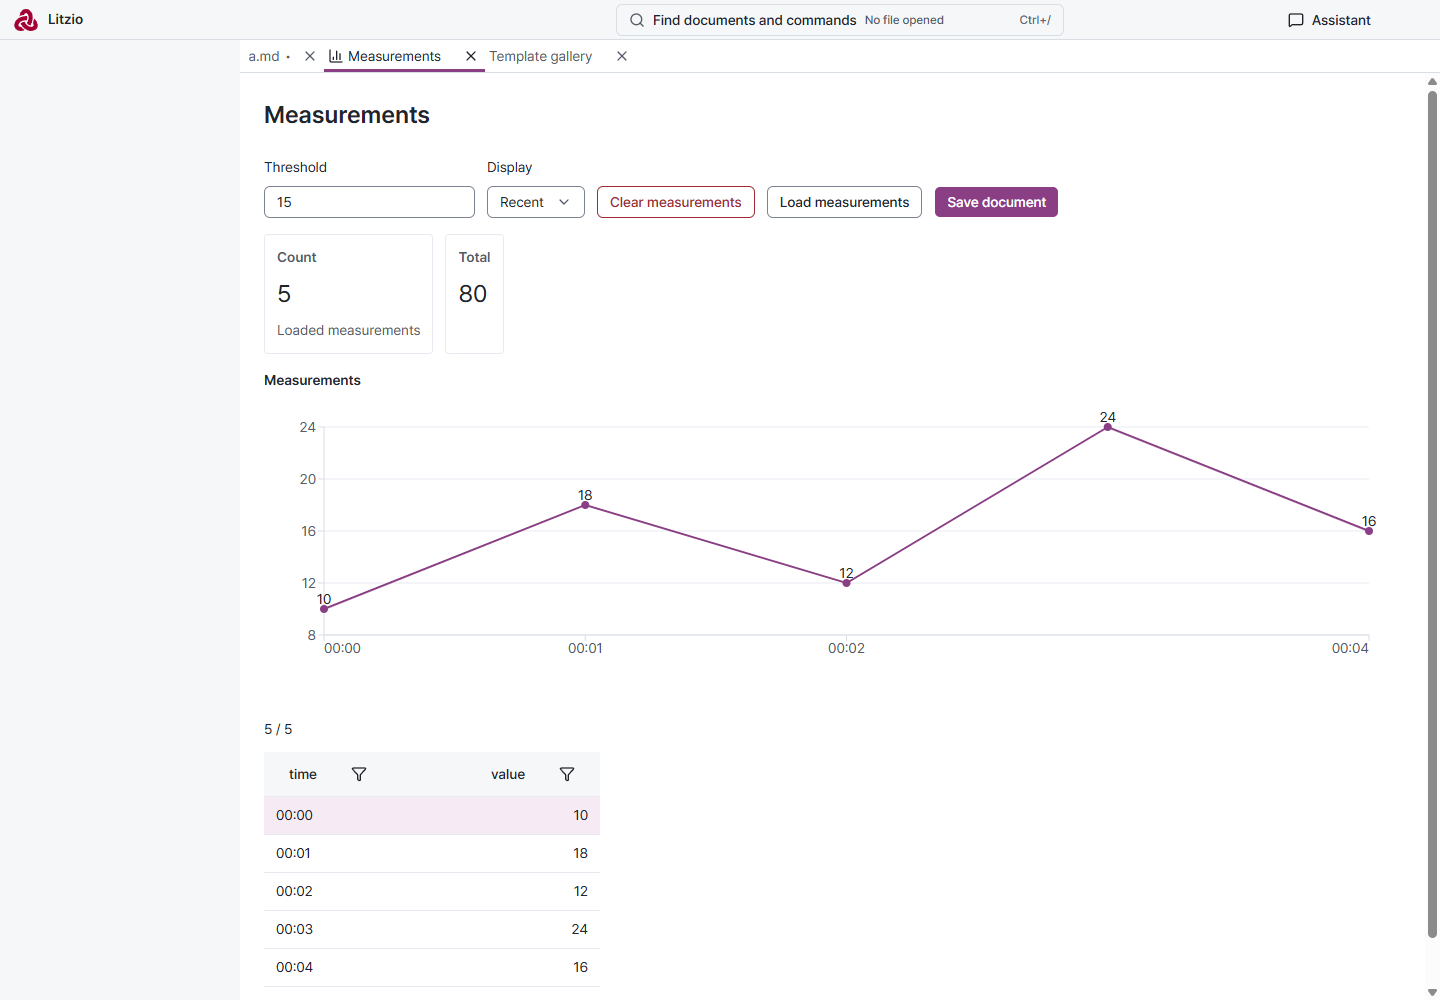 Litzio
Find documents and commands No file opened Ctrl+/
Assistant
a.md •
Measurements
Template gallery
Measurements
Threshold Display
15 Recent Clear measurements Load measurements Save document
Count Total
5 80
Loaded measurements
Measurements
24
24
20
18
16
16
12
12
10
8
00:00 00:01 00:02 00:04
5 / 5
time value
00:00 10
00:01 18
00:02 12
00:03 24
00:04 16